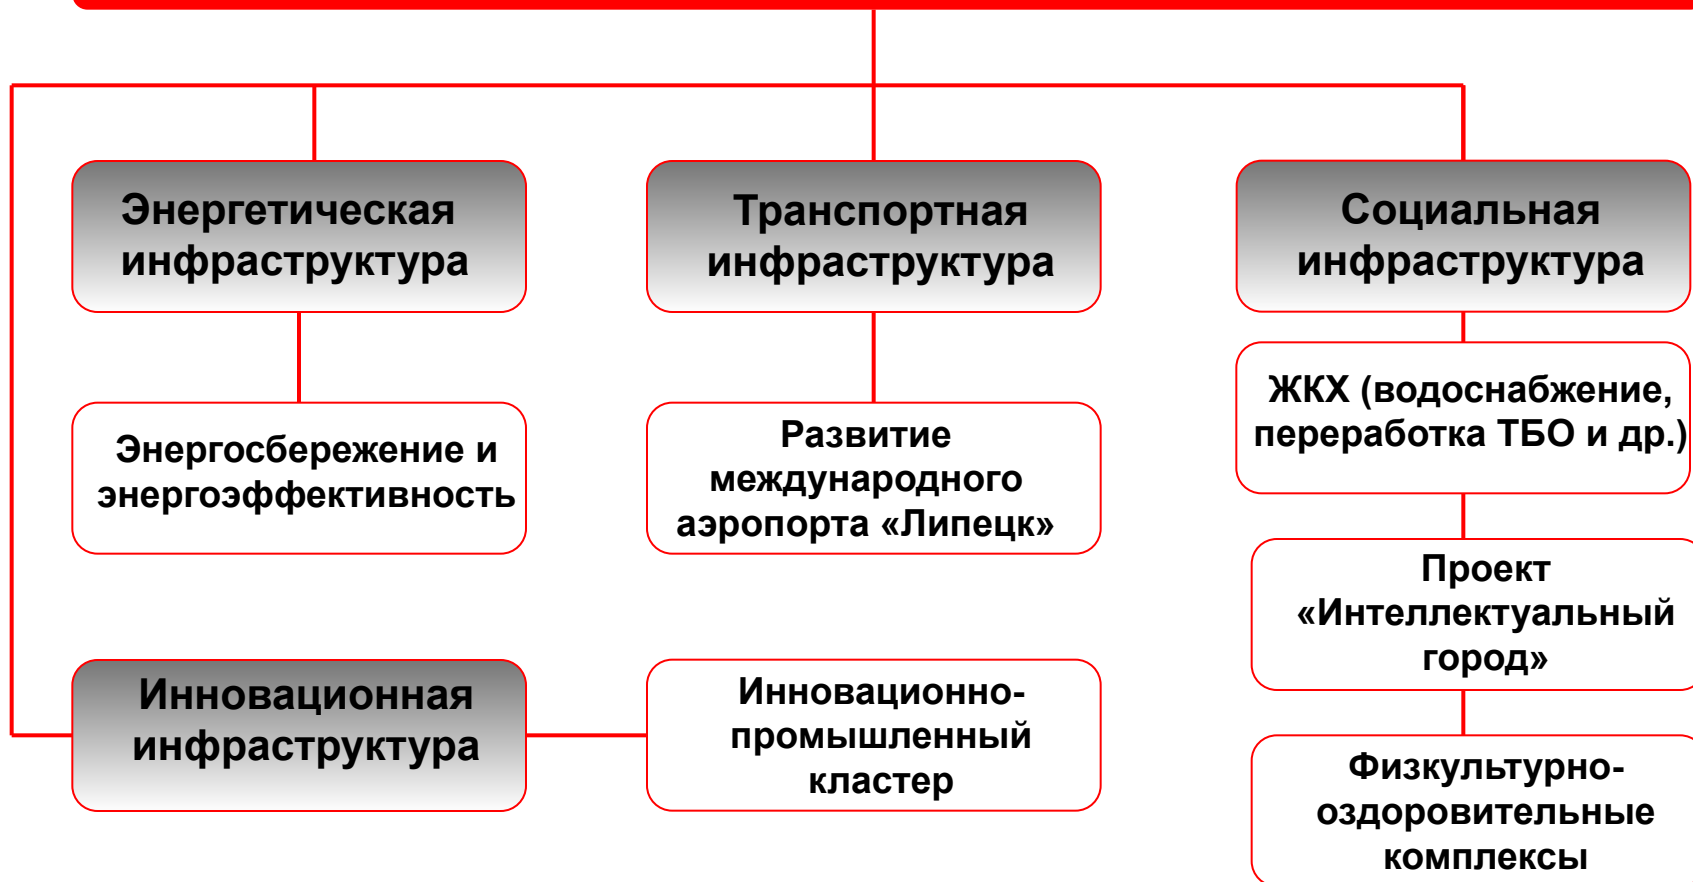 Энергетическая
инфраструктура
Транспортная
инфраструктура
Социальная
инфраструктура
Энергосбережение и
энергоэффективность
Развитие
международного
аэропорта «Липецк»
ЖКХ (водоснабжение,
переработка ТБО и др.)
Проект
«Интеллектуальный
город»
Инновационная
инфраструктура
Инновационно-
промышленный
кластер
Физкультурно-
оздоровительные
комплексы